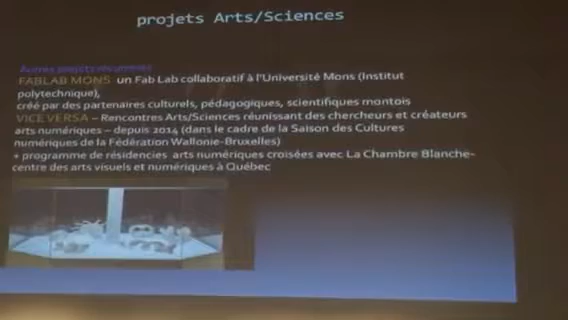 projets Arts/Sciences
Autres projets
FABLAB MONS un Fab Lab collaboratif à l'Université Mons (Institut
polytechnique),
créé par des partenaires culturels, pédagogiques, scientifiques montois
VICE VERSA – Rencontres Arts/Sciences réunissant des chercheurs et créateurs
arts numériques – depuis 2014 (dans le cadre de la Saison des Cultures
numériques de la Fédération Wallonie-Bruxelles)
+ programme de résidences arts numériques croisées avec La Chambre Blanche-
centre des arts visuels et numériques à Québec